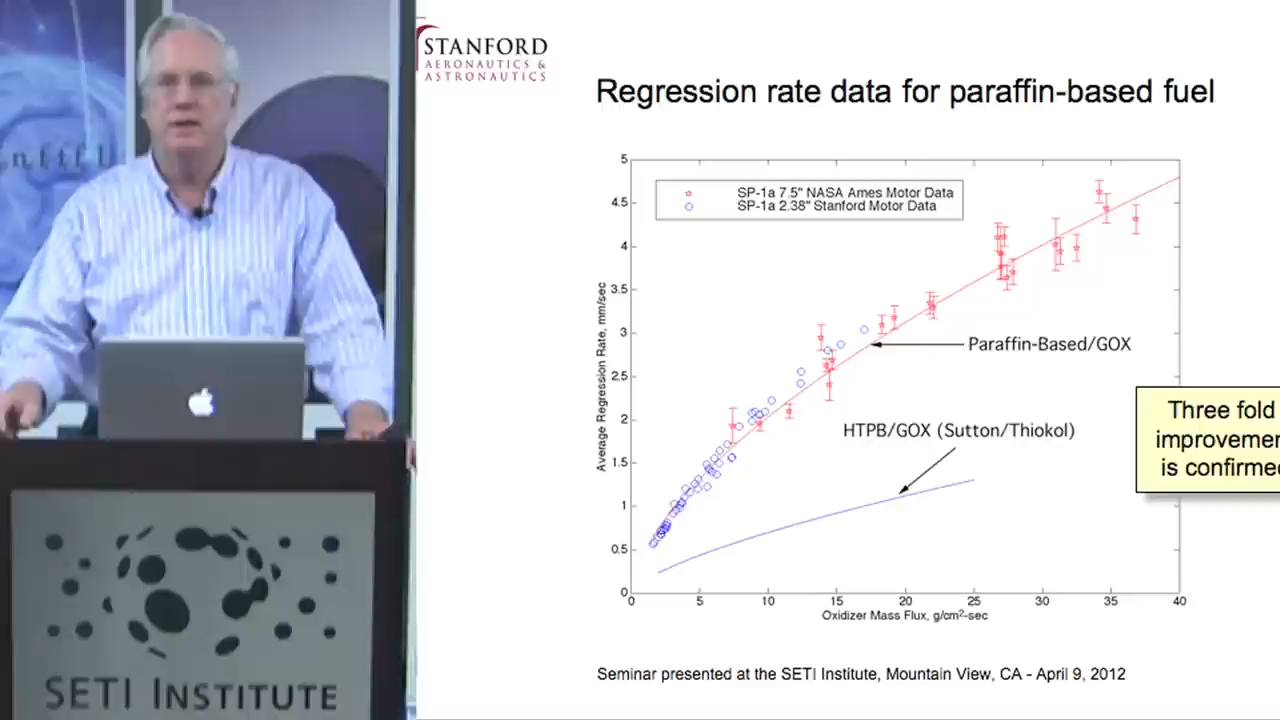 STANFORD
AERONAUTICS &
ASTRONAUTICS
Regression rate data for paraffin-based fuel
SP-1a 7.5" NASA Ames Motor Data
SP-1a 2.38" Stanford Motor Data
Average Regression Rate, mm/sec
5
4.5
4
3.5
3
2.5
2
1.5
1
0.5
0
Paraffin-Based/GOX
HTPB/GOX (Sutton/Thiokol)
Three fold
improvemen
is confirmed
0 5 10 15 20 25 30 35 40
Oxidizer Mass Flux, g/cm²-sec
Seminar presented at the SETI Institute, Mountain View, CA - April 9, 2012
SETI INSTITUTE